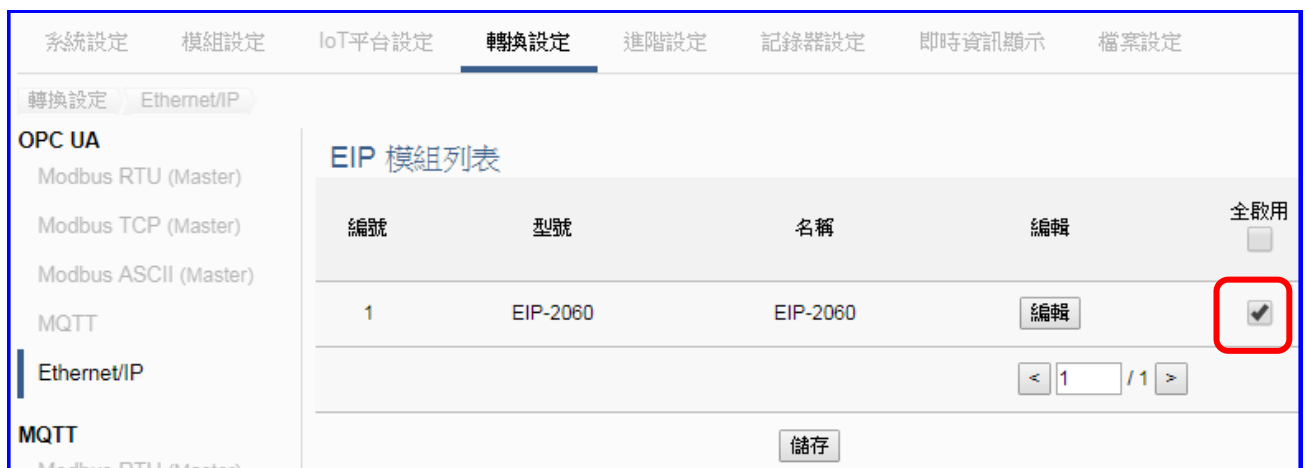 系統設定 模組設定 IoT平台設定 轉換設定 進階設定 記錄器設定 即時資訊顯示 檔案設定
轉換設定 Ethernet/IP
OPC UA
Modbus RTU (Master)
Modbus TCP (Master)
Modbus ASCII (Master)
MQTT
Ethernet/IP
MQTT
Modbus RTU (Master)
EIP 模組列表
編號 型號 名稱 編輯 全啟用
1 EIP-2060 EIP-2060 編輯
< 1 / 1 >
儲存